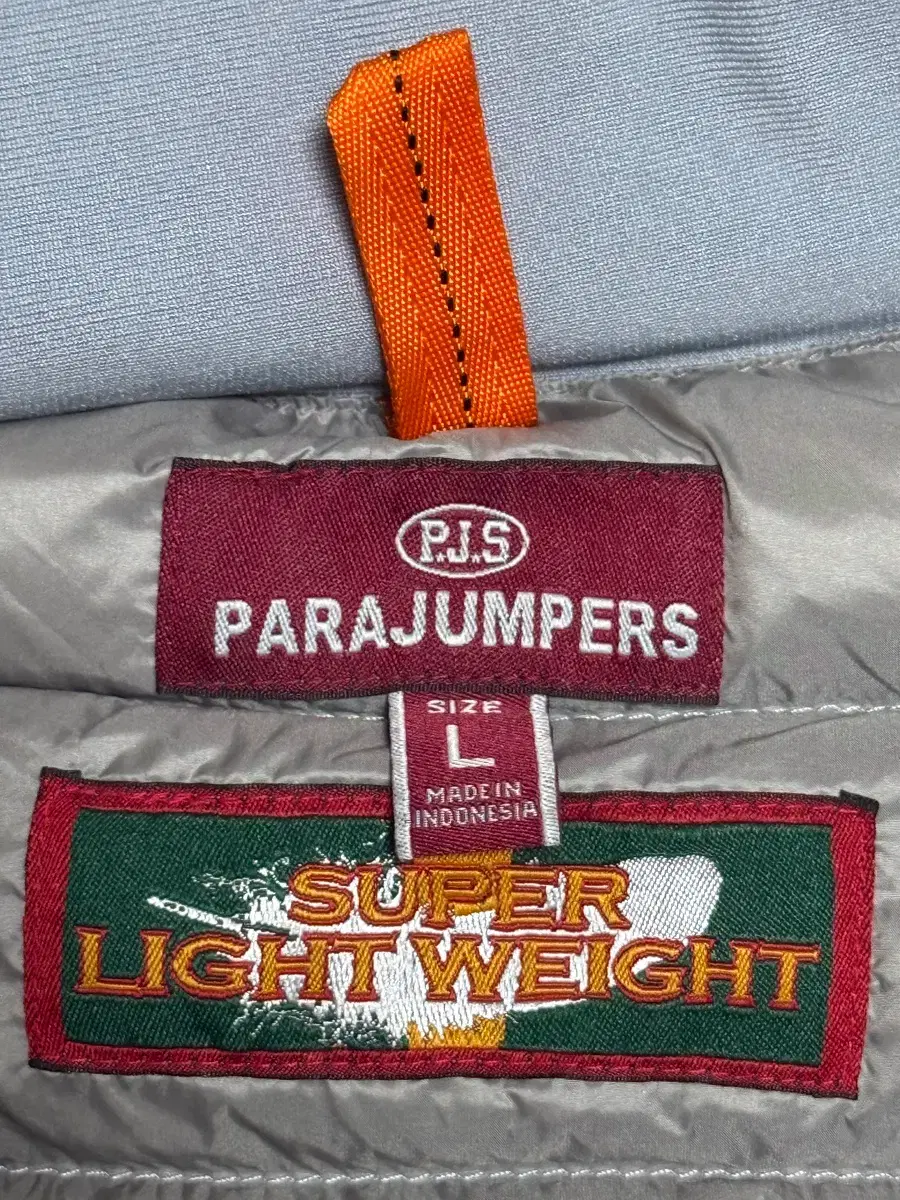 P.J.S
PARAJUMPERS
SIZE
L
MADE IN
INDONESIA
SUPER
LIGHT WEIGHT